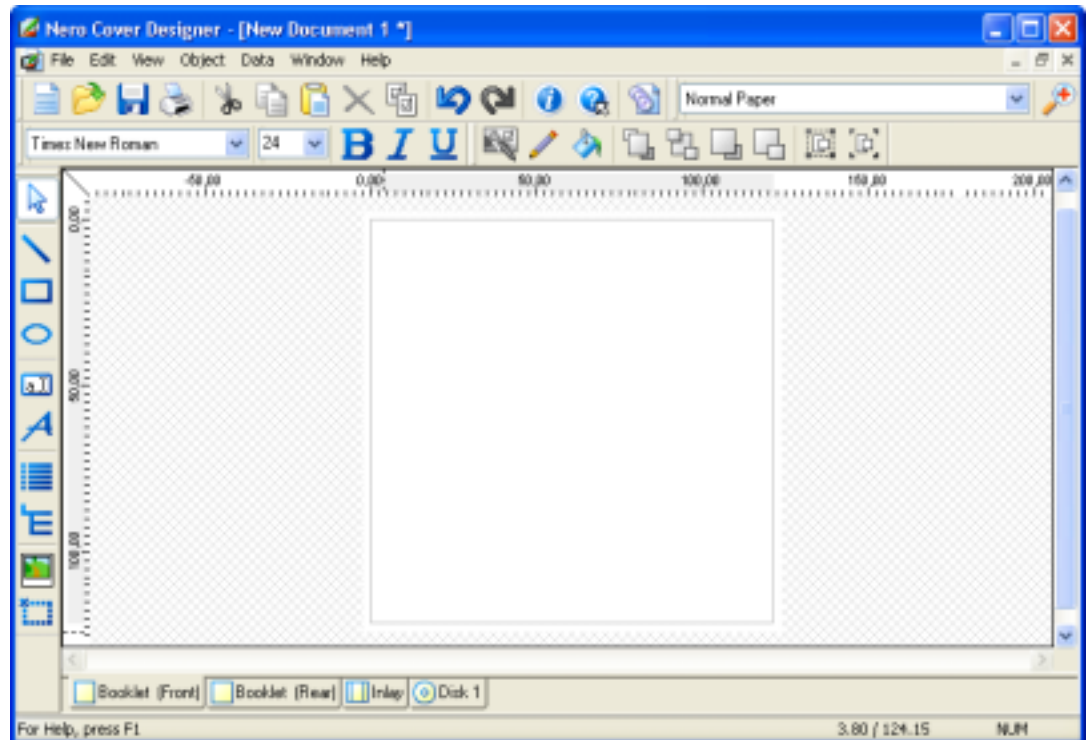 Nero Cover Designer - [New Document 1 *]
File Edit View Object Data Window Help
Normal Paper
Times New Roman 24 B I U
-50,00 0,00 50,00 100,00 150,00 200,00
0,00
50,00
100,00
a
A
E
Booklet (Front) Booklet (Rear) Inlay Disk 1
For Help, press F1 3.80 / 124.15 NUM